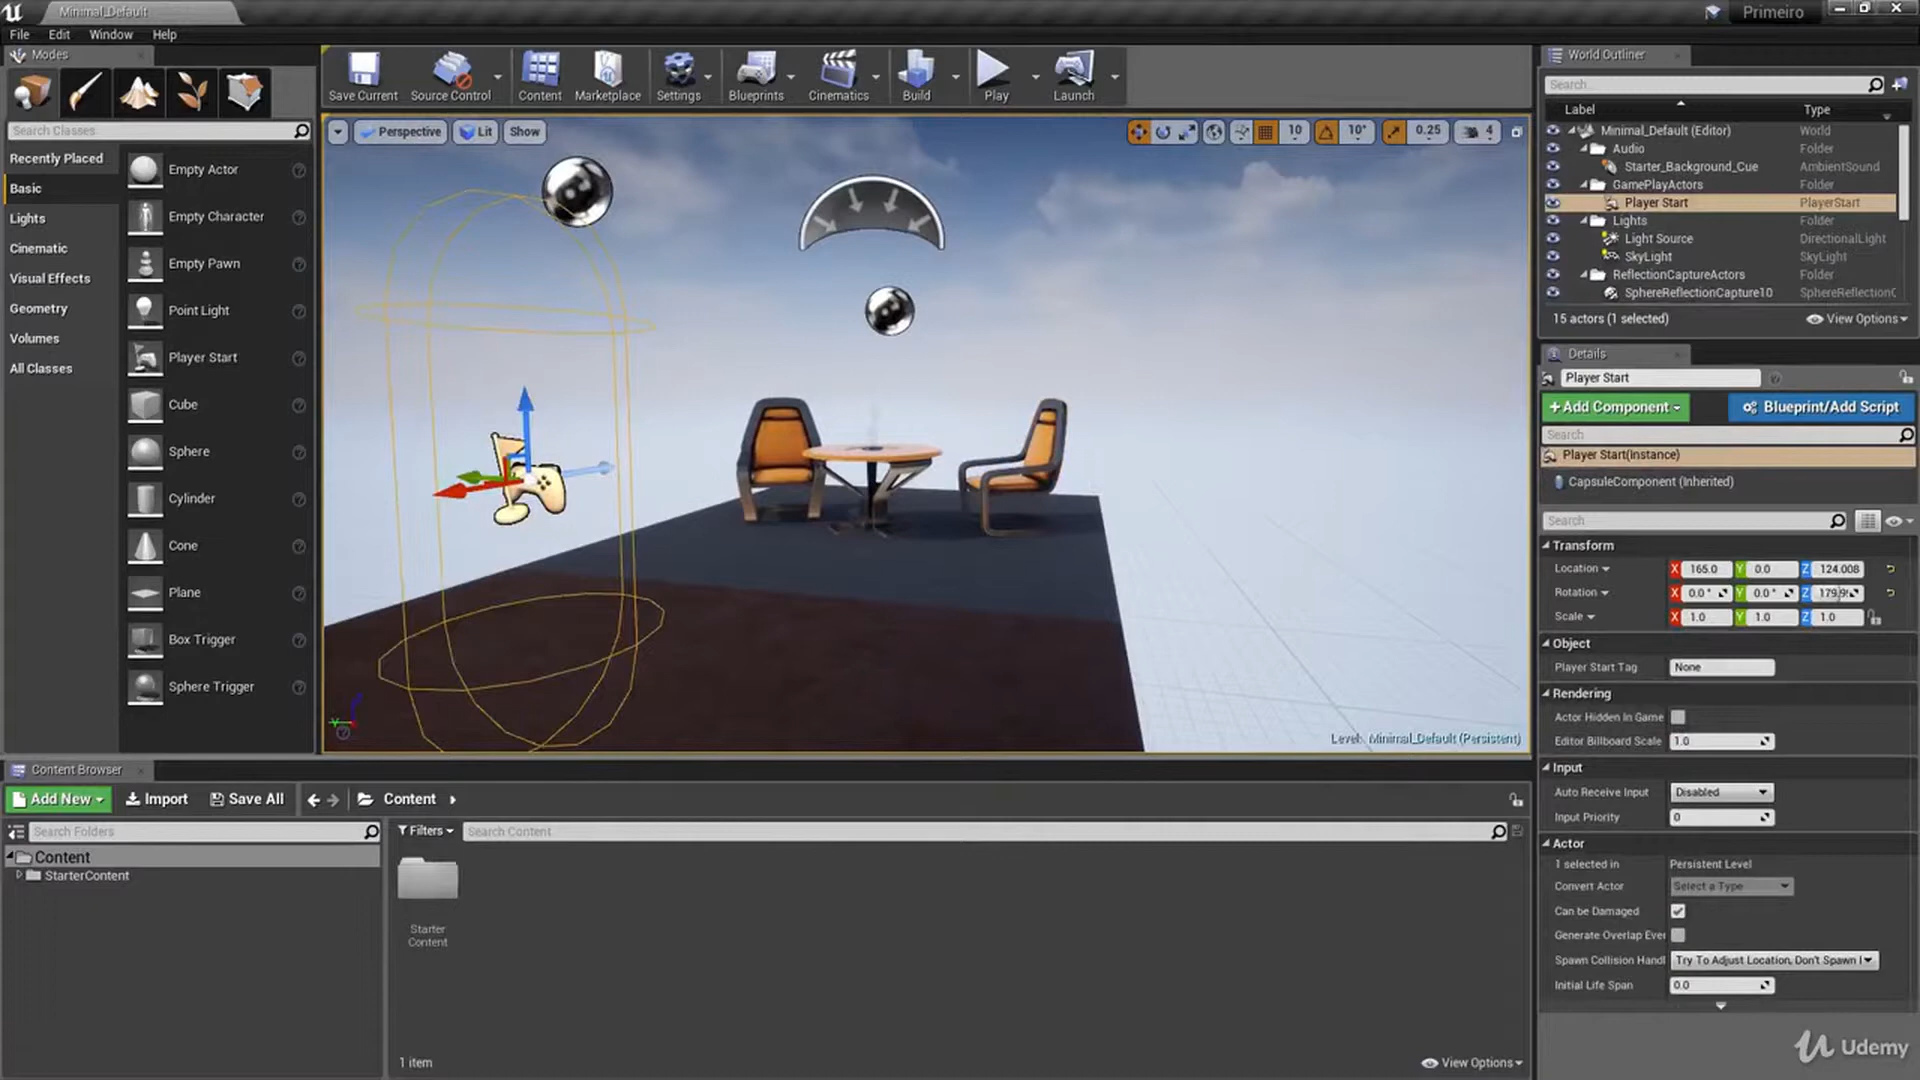 Minimal_Default
Primeiro
File Edit Window Help
Modes
Search Classes
Recently Placed
Basic
Lights
Cinematic
Visual Effects
Geometry
Volumes
All Classes
Empty Actor
Empty Character
Empty Pawn
Point Light
Player Start
Cube
Sphere
Cylinder
Cone
Plane
Box Trigger
Sphere Trigger
Save Current Source Control Content Marketplace Settings Blueprints Cinematics Build Play Launch
Perspective Lit Show
10 10° 0.25 4
Level: Minimal_Default (Persistent)
World Outliner
Search...
Label Type
Minimal_Default (Editor) World
Audio Folder
Starter_Background_Cue AmbientSound
GamePlayActors Folder
Player Start PlayerStart
Lights Folder
Light Source DirectionalLight
SkyLight SkyLight
ReflectionCaptureActors Folder
SphereReflectionCapture10 SphereReflectionC
15 actors (1 selected) View Options
Details
Player Start
+Add Component Blueprint/Add Script
Search
Player Start(Instance)
CapsuleComponent (Inherited)
Search
Transform
Location X 165.0 Y 0.0 Z 124.008
Rotation X 0.0 ° Y 0.0 ° Z
Scale X 1.0 Y 1.0 Z 1.0
Object
Player Start Tag None
Rendering
Actor Hidden In Game
Editor Billboard Scale 1.0
Input
Auto Receive Input Disabled
Input Priority 0
Actor
1 selected in Persistent Level
Convert Actor Select a Type
Can be Damaged
Generate Overlap Ever
Spawn Collision Handl Try To Adjust Location, Don't Spawn I
Initial Life Span 0.0
Content Browser
Add New Import Save All Content
Search Folders
Content
StarterContent
Filters Search Content
Starter
Content
1 item View Options
Udemy